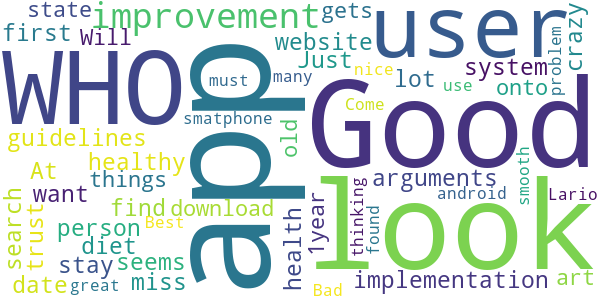 state
improvement
gets
user
crazy
first
will
website
Just
problem
WHO
app
must
many
nice
lot
system
onto
smatphone
Come
use
guidelines
old
Good
At
healthy
things
arguments
smooth
want
find
download
health
1year
thinking
look
android
Lario
search
trust
person
Best
found
diet
stay
seems
implementation
art
date
great
miss
Bad